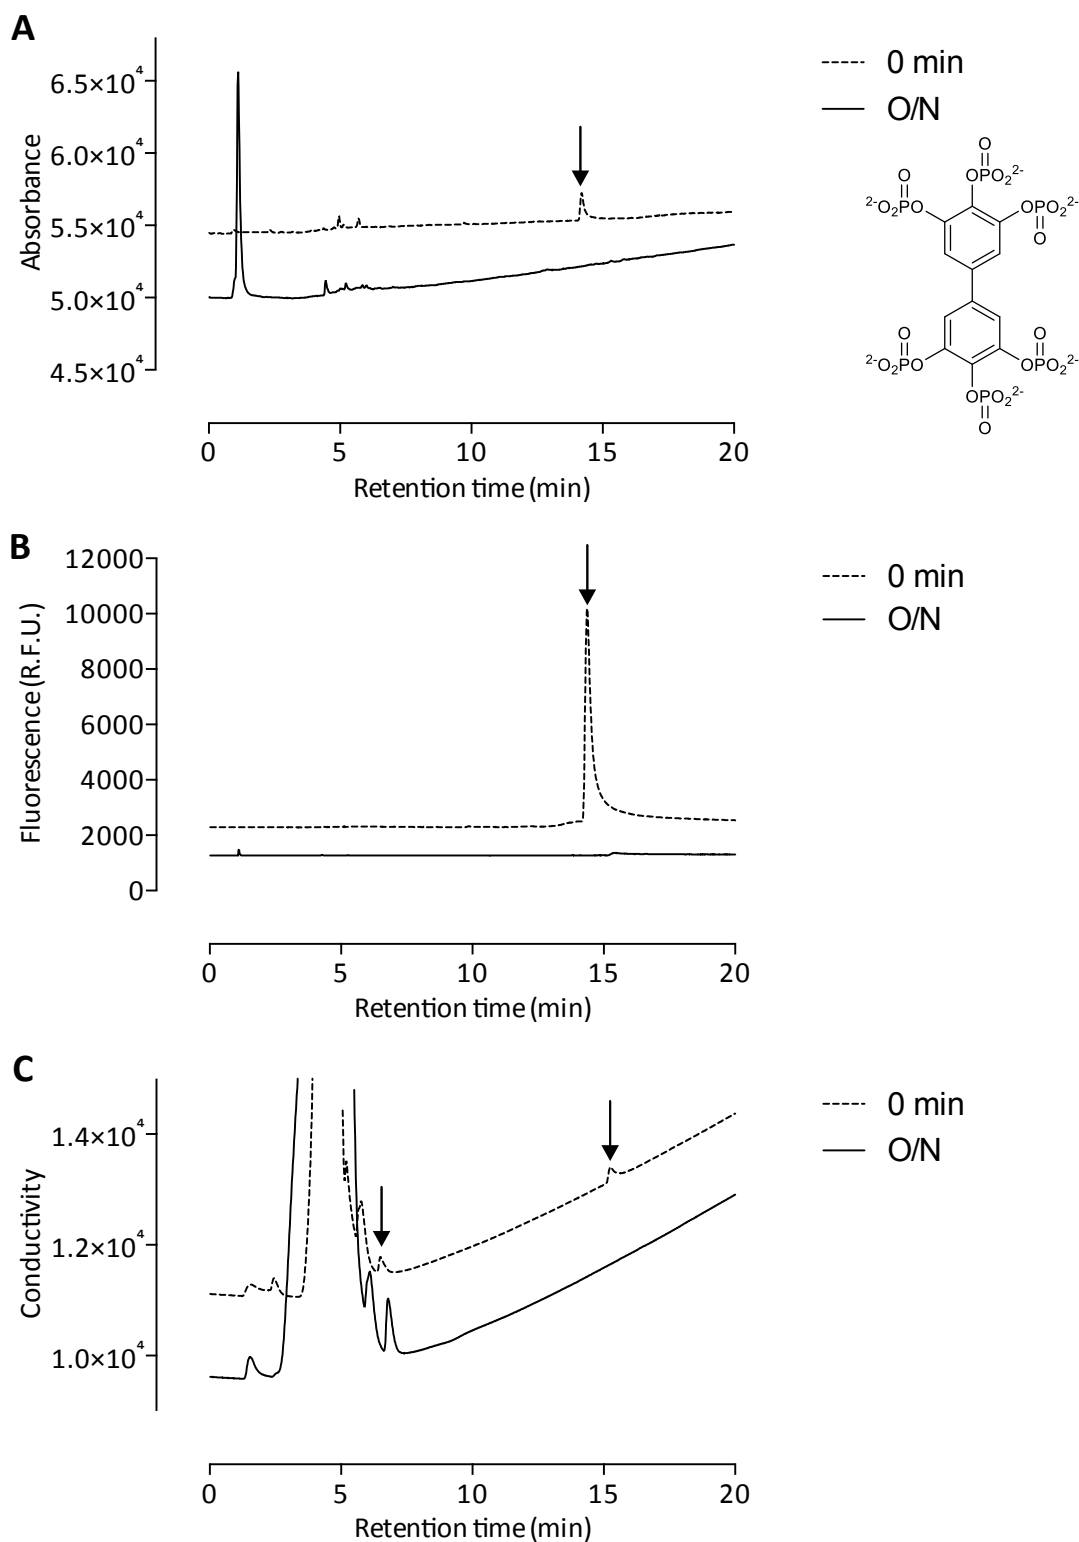 A
6.5×10⁴
6.0×10⁴
5.5×10⁴
5.0×10⁴
4.5×10⁴
Absorbance
0 5 10 15 20
Retention time (min)
0 min
O/N
O
OPO₂²⁻
O
²⁻O₂PO
OPO₂²⁻
O
O
²⁻O₂PO
O
OPO₂²⁻
OPO₂²⁻
O
B
12000
10000
8000
6000
4000
2000
0
Fluorescence (R.F.U.)
0 5 10 15 20
Retention time (min)
0 min
O/N
C
1.4×10⁴
1.2×10⁴
1.0×10⁴
Conductivity
0 5 10 15 20
Retention time (min)
0 min
O/N